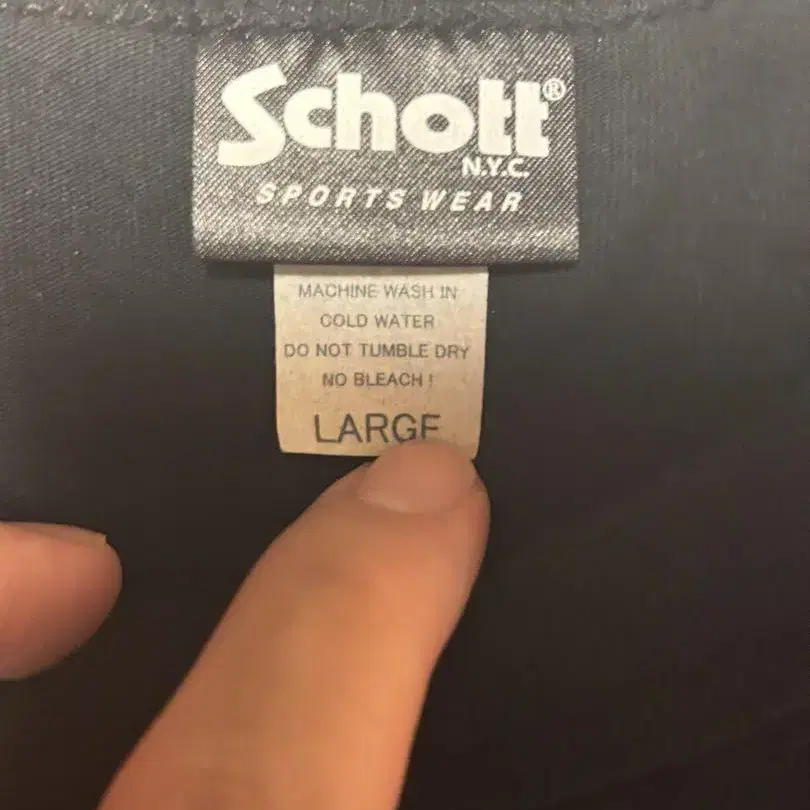 Schott®
N.Y.C.
SPORTS WEAR
MACHINE WASH IN
COLD WATER
DO NOT TUMBLE DRY
NO BLEACH !
LARGE